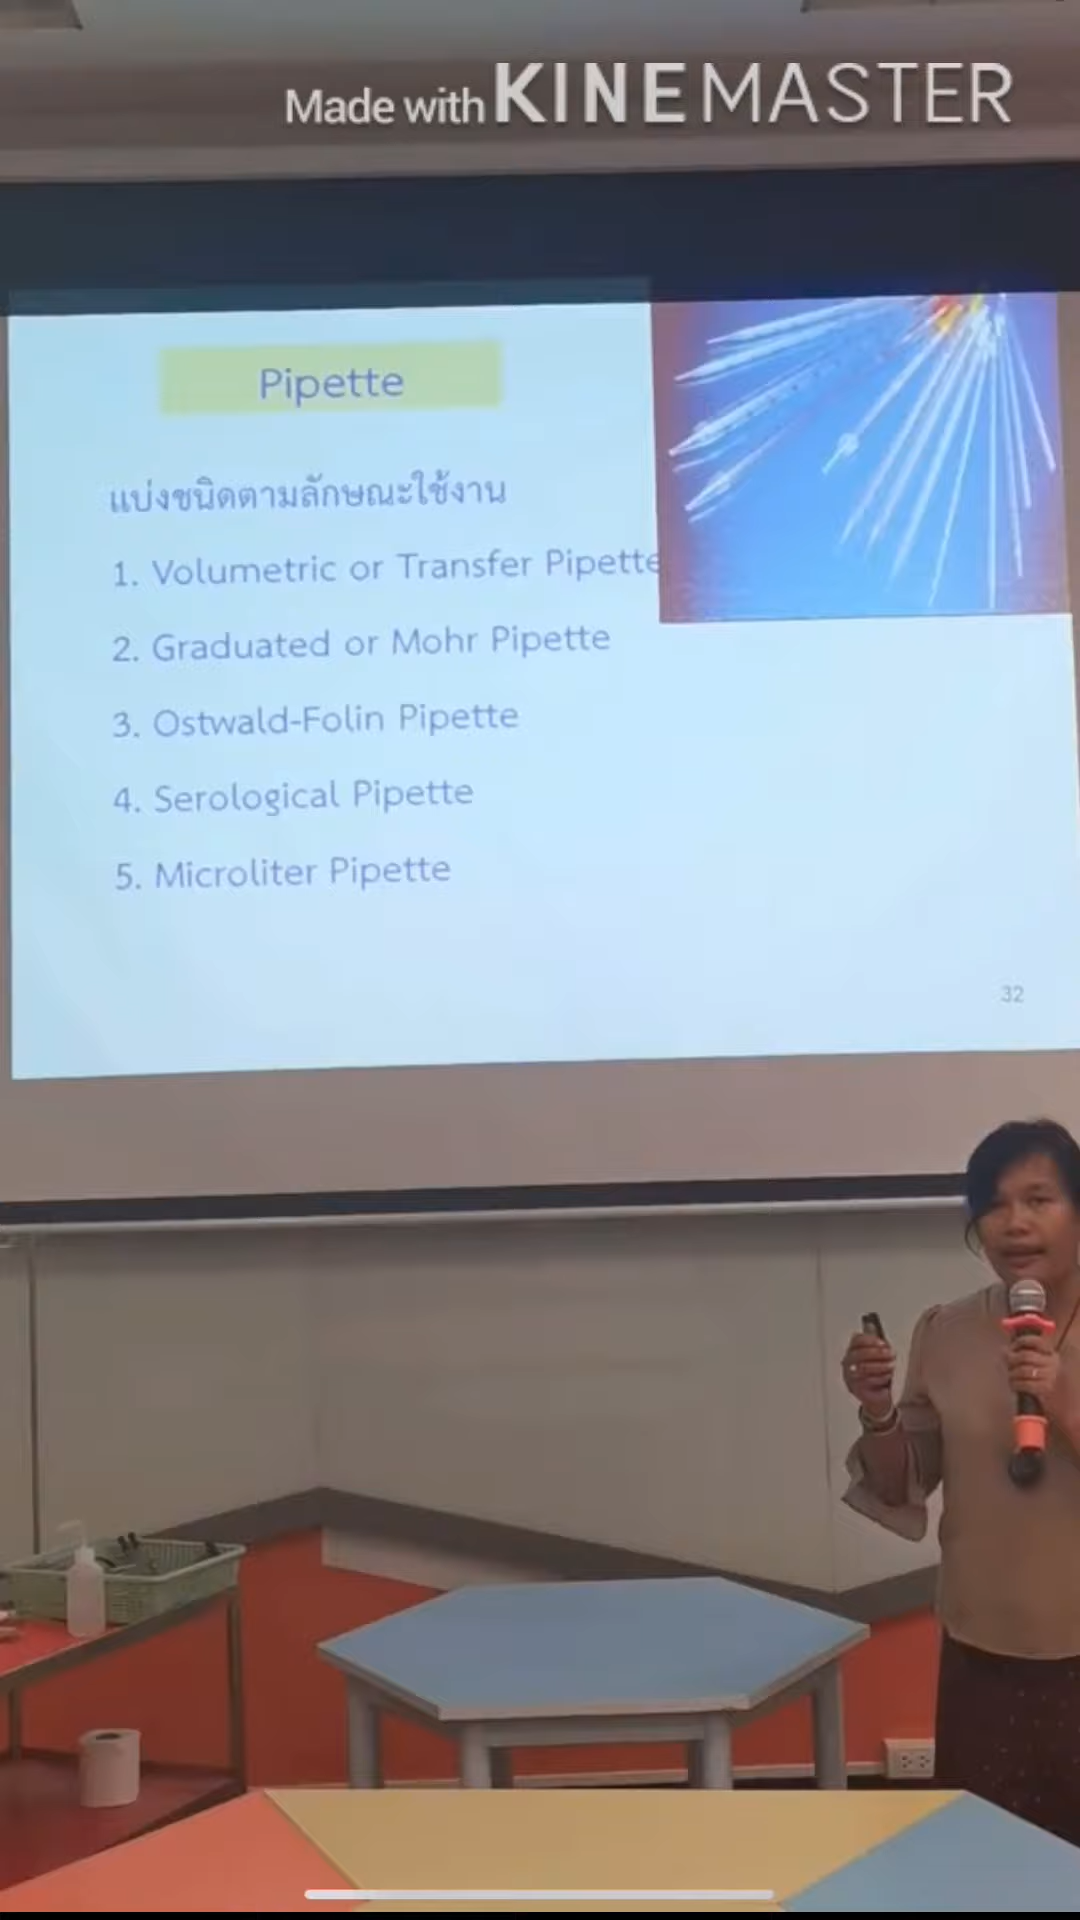 Made with KINEMASTER
Pipette
แบ่งชนิดตามลักษณะใช้งาน
1. Volumetric or Transfer Pipette
2. Graduated or Mohr Pipette
3. Ostwald-Folin Pipette
4. Serological Pipette
5. Microliter Pipette
32